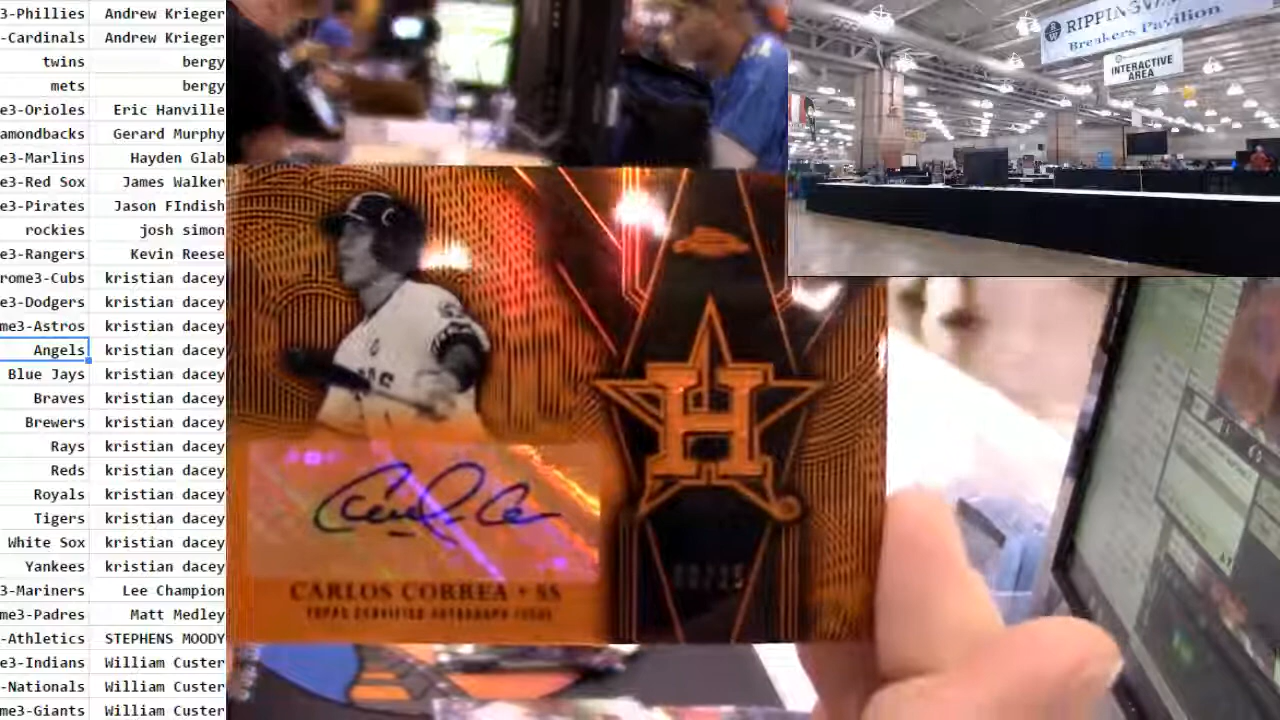 3-Phillies Andrew Krieger
-Cardinals Andrew Krieger
twins bergy
mets bergy
e3-Orioles Eric Hanville
amondbacks Gerard Murphy
e3-Marlins Hayden Glab
e3-Red Sox James Walker
e3-Pirates Jason FIndish
rockies josh simon
e3-Rangers Kevin Reese
rome3-Cubs kristian dacey
e3-Dodgers kristian dacey
me3-Astros kristian dacey
Angels kristian dacey
Blue Jays kristian dacey
Braves kristian dacey
Brewers kristian dacey
Rays kristian dacey
Reds kristian dacey
Royals kristian dacey
Tigers kristian dacey
White Sox kristian dacey
Yankees kristian dacey
3-Mariners Lee Champion
me3-Padres Matt Medley
-Athletics STEPHENS MOODY
e3-Indians William Custer
-Nationals William Custer
me3-Giants William Custer
RIPPINGWA
Breakers Pavilion
INTERACTIVE
AREA
H
CARLOS CORREA • SS
TOPPS CERTIFIED AUTOGRAPH ISSUE